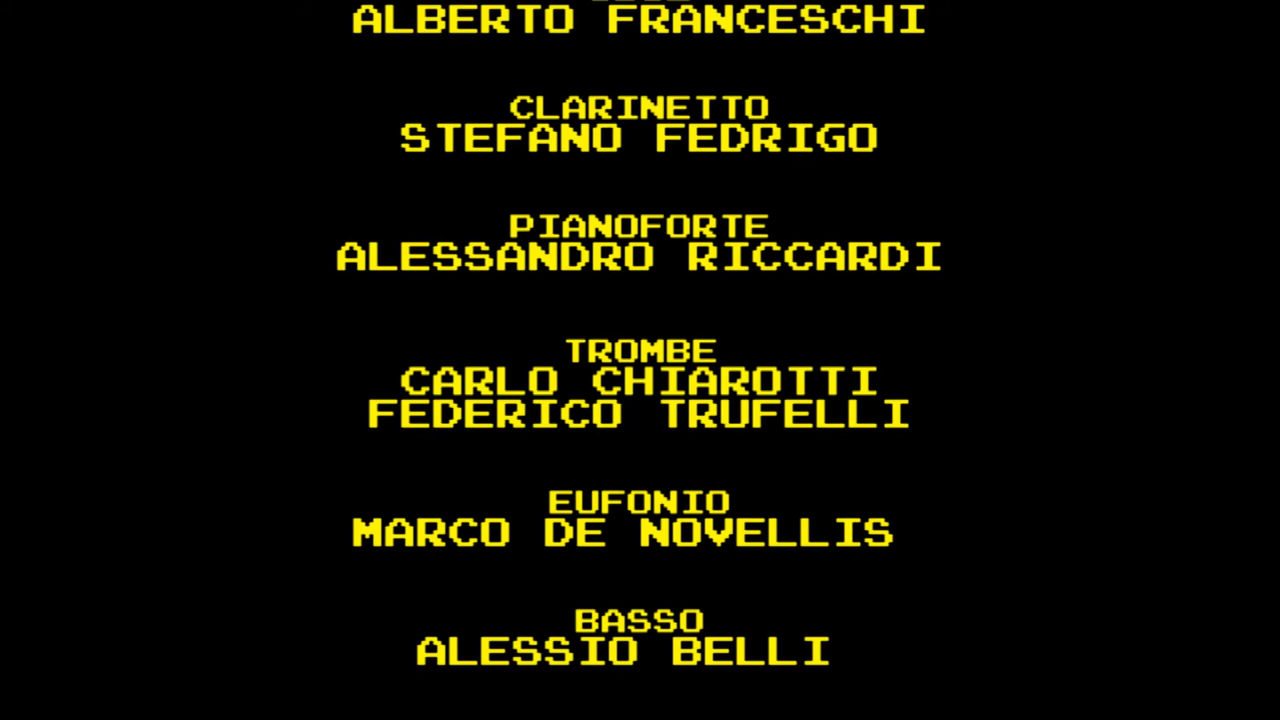 ALBERTO FRANCESCHI
CLARINETTO
STEFANO FEDRIGO
PIANOFORTE
ALESSANDRO RICCARDI
TROMBE
CARLO CHIAROTTI
FEDERICO TRUFELLI
EUFONIO
MARCO DE NOVELLIS
BASSO
ALESSIO BELLI